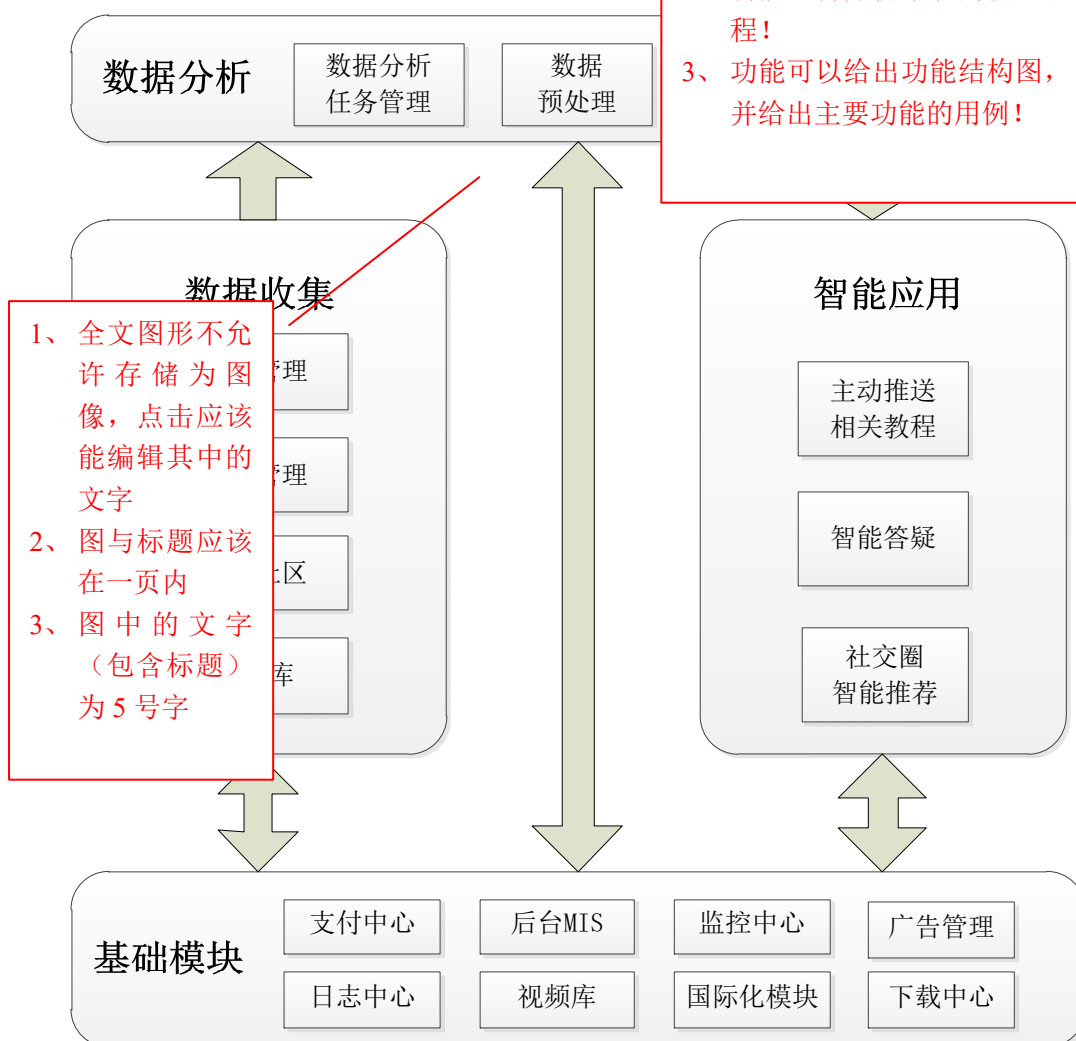 程！
数据分析
数据分析
任务管理
数据
预处理
3、 功能可以给出功能结构图，
并给出主要功能的用例！
数据收集
管理
管理
社区
库
1、 全文图形不允
许存储为图
像，点击应该
能编辑其中的
文字
2、 图与标题应该
在一页内
3、 图中的文字
（包含标题）
为 5 号字
智能应用
主动推送
相关教程
智能答疑
社交圈
智能推荐
基础模块
支付中心
后台MIS
监控中心
广告管理
日志中心
视频库
国际化模块
下载中心